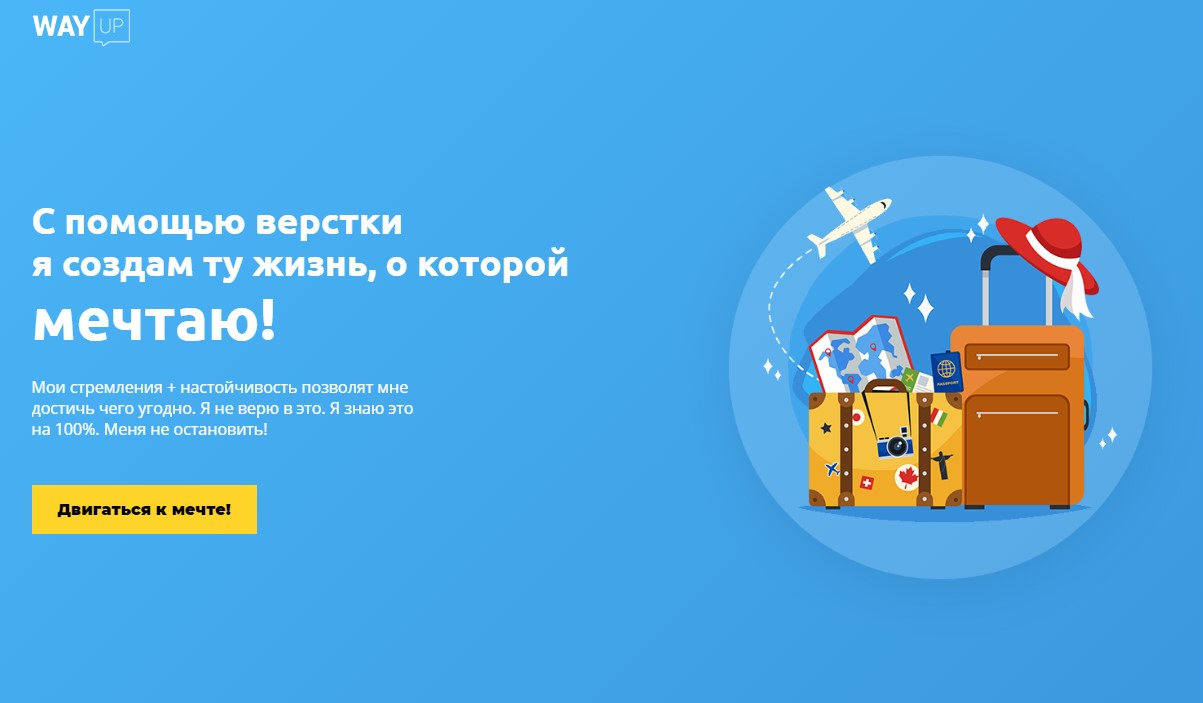 WAY UP
С помощью верстки
я создам ту жизнь, о которой
мечтаю!
Мои стремления + настойчивость позволят мне
достичь чего угодно. Я не верю в это. Я знаю это
на 100%. Меня не остановить!
Двигаться к мечте!
PASSPORT